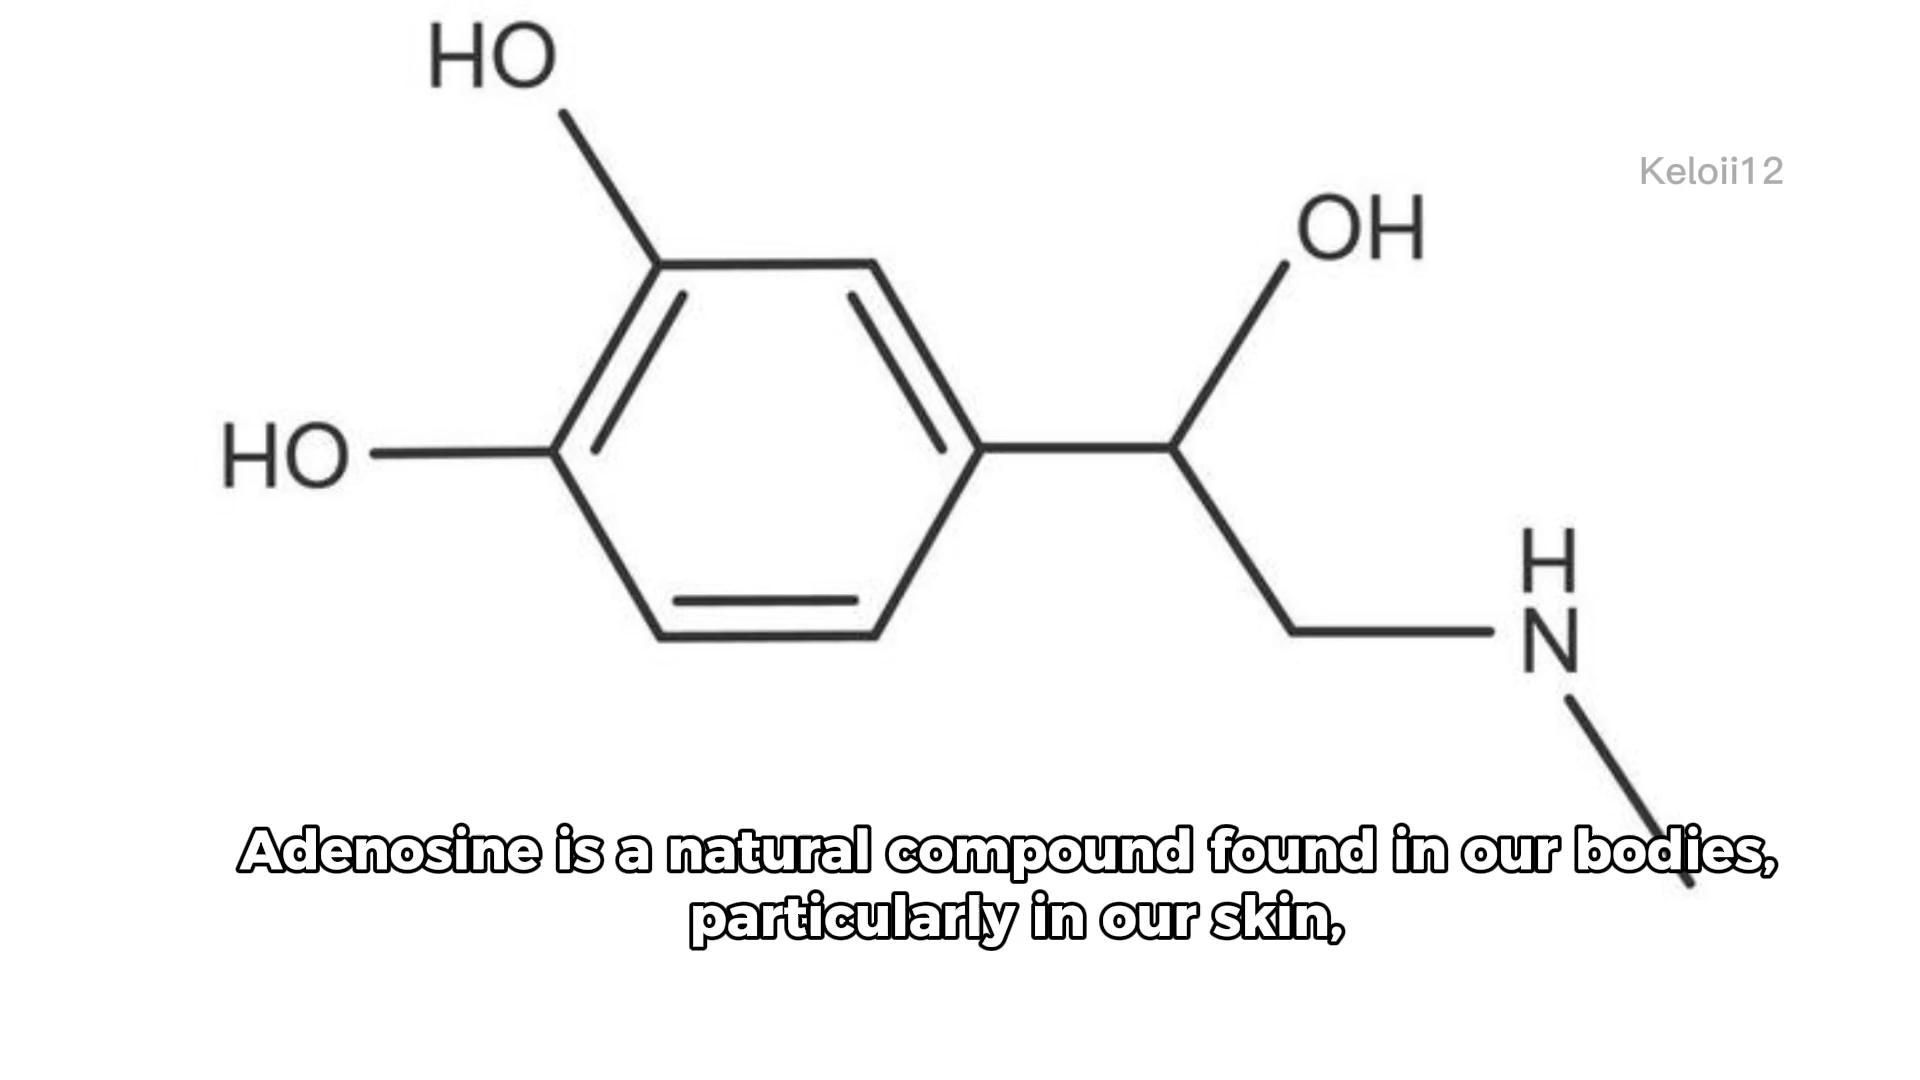 HO
Keloii12
OH
HO
H
N
Adenosine is a natural compound found in our bodies,
particularly in our skin,